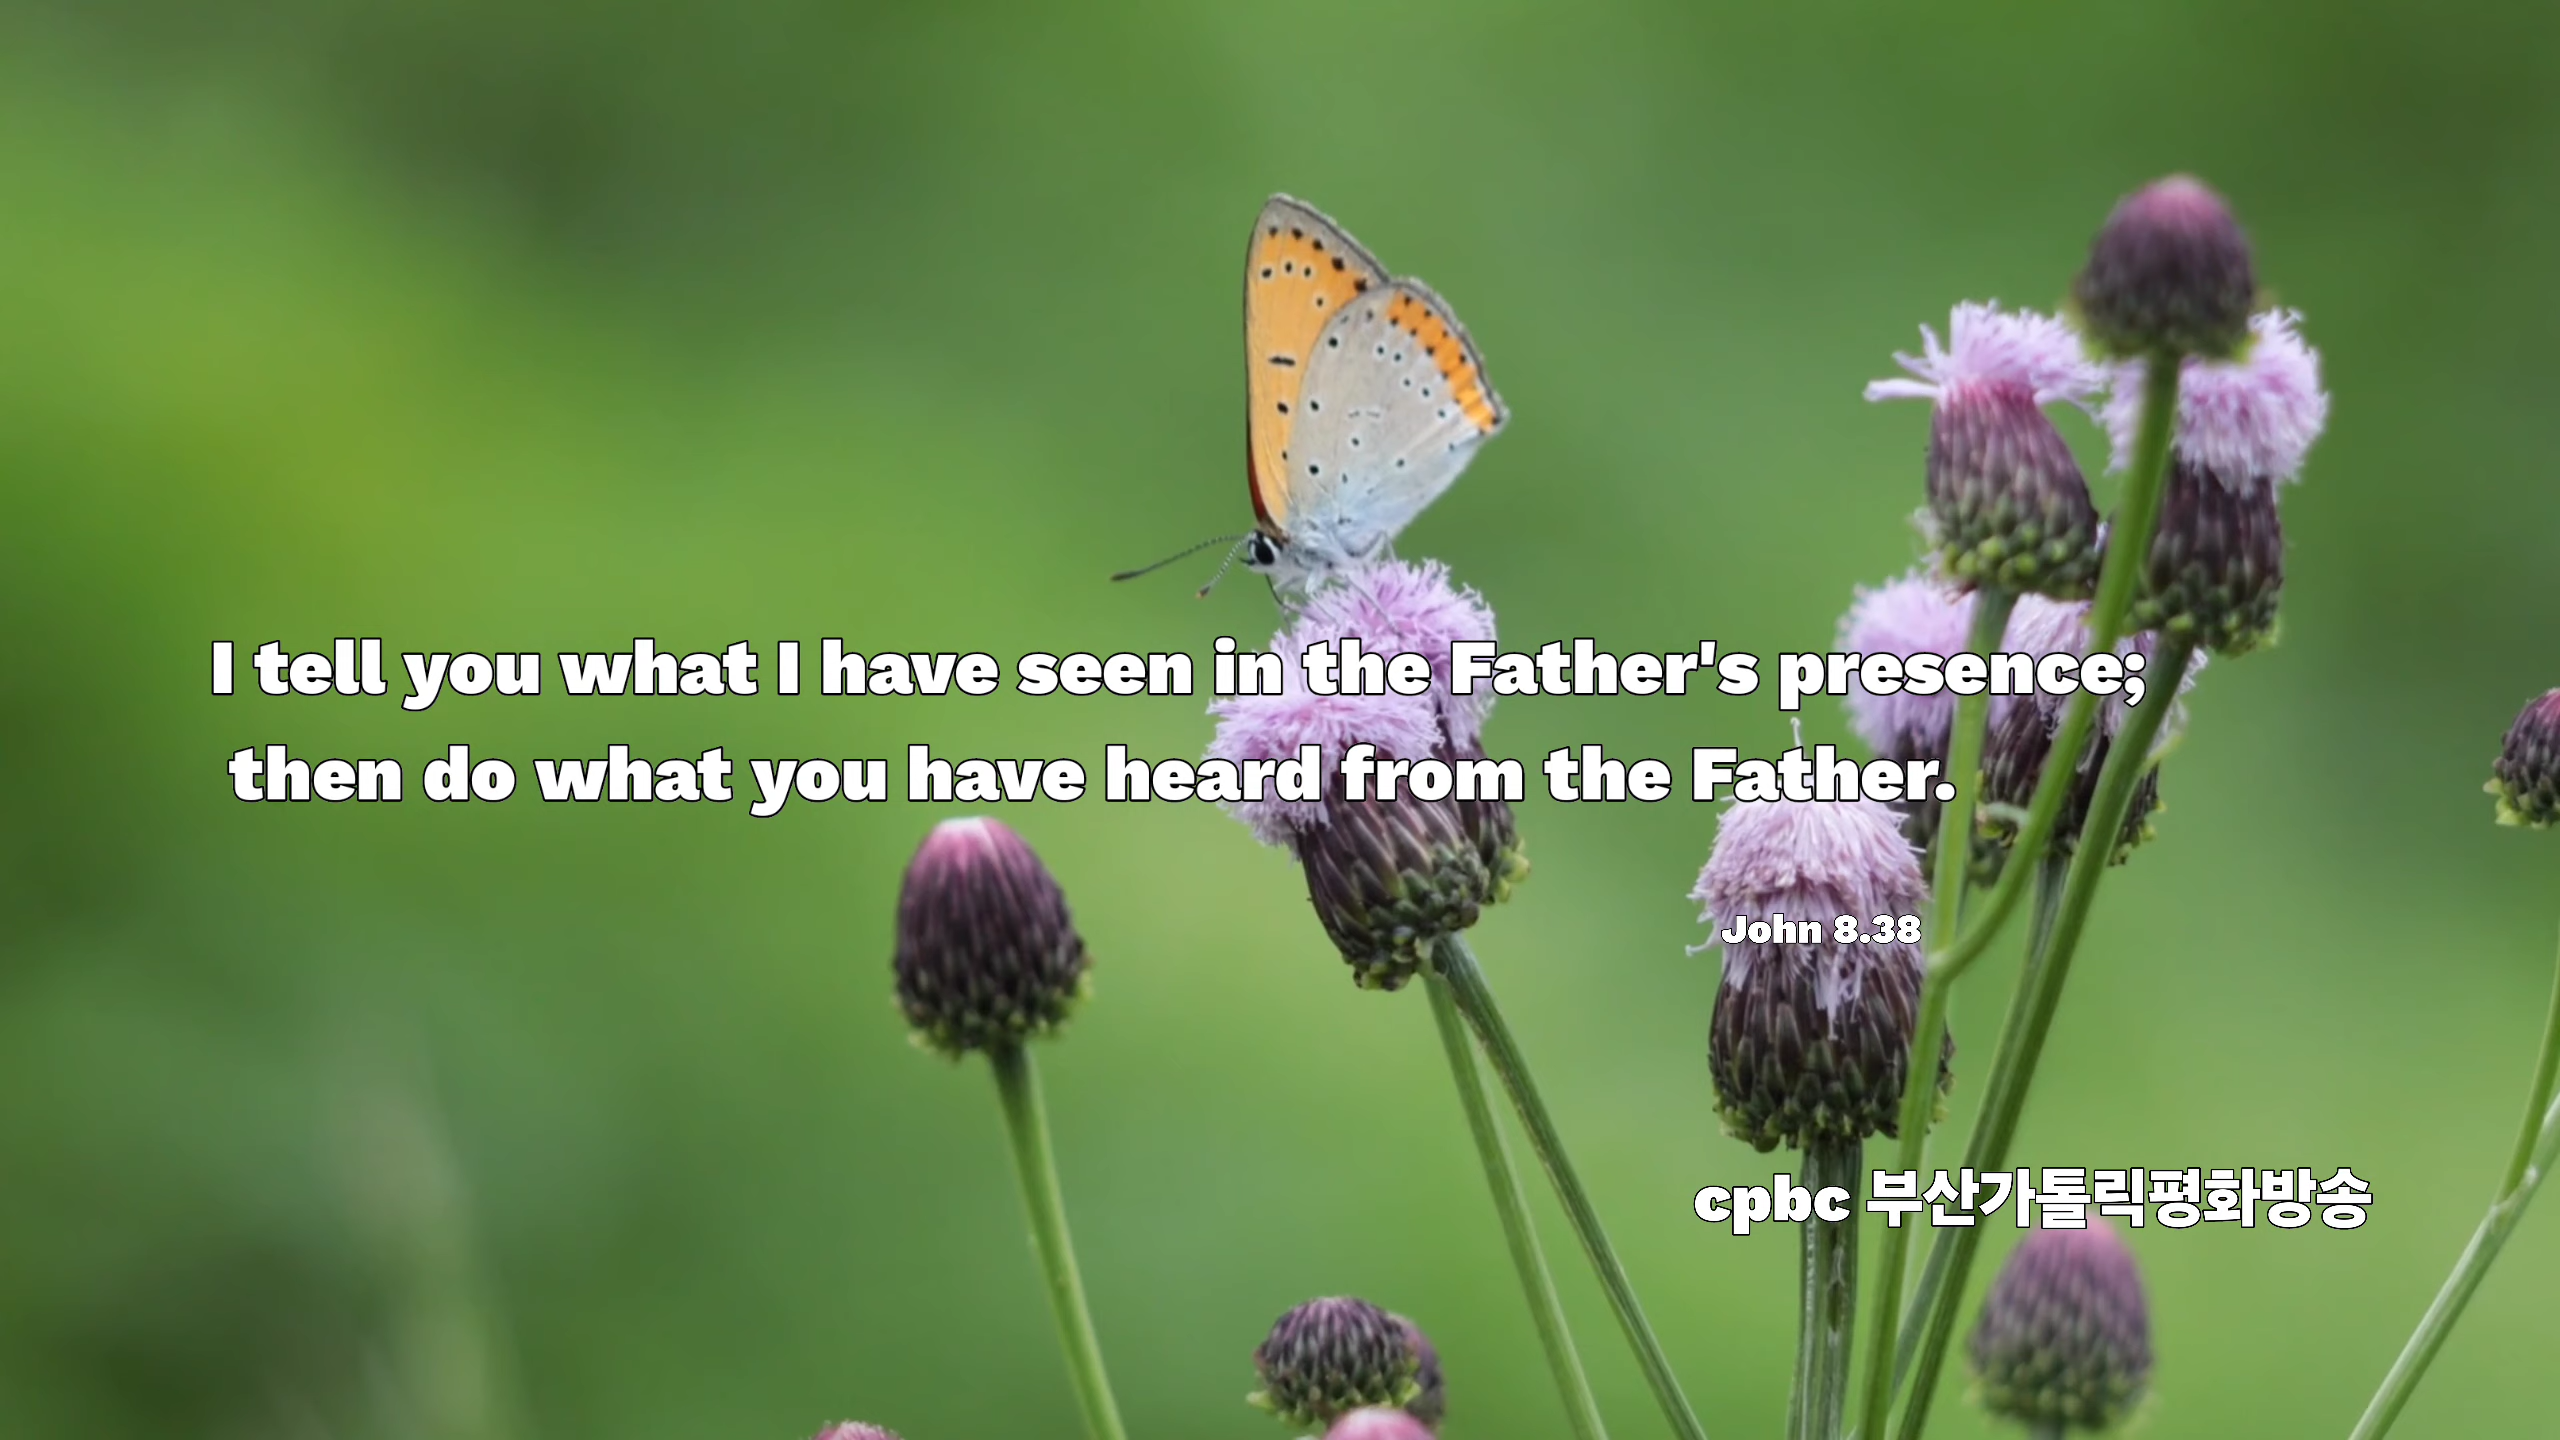 I tell you what I have seen in the Father's presence;
then do what you have heard from the Father.
John 8.38
cpbc 부산가톨릭평화방송